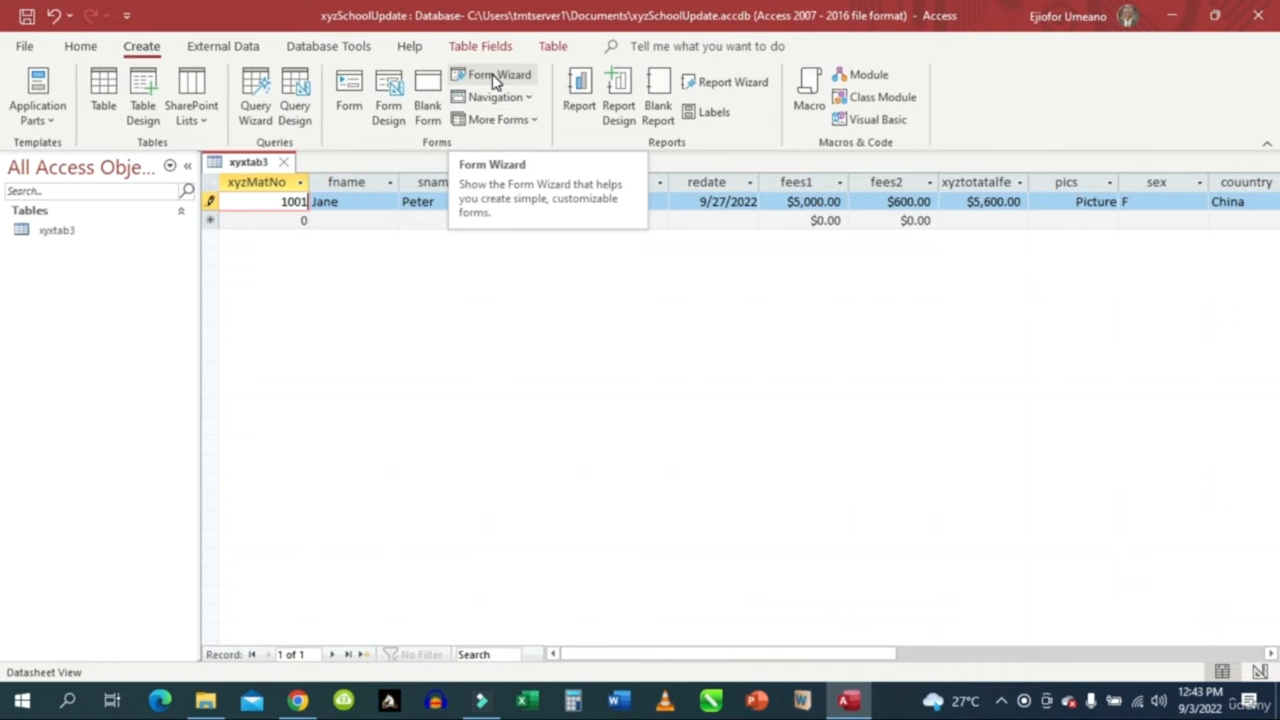 xyzSchoolUpdate : Database- C:\Users\tmtserver1\Documents\xyzSchoolUpdate.accdb (Access 2007 - 2016 file format) - Access
Ejiofor Umeano
File Home Create External Data Database Tools Help Table Fields Table Tell me what you want to do
Application Parts
Table
Table Design
SharePoint Lists
Query Wizard
Query Design
Form
Form Design
Blank Form
Form Wizard
Navigation
More Forms
Report
Report Design
Blank Report
Report Wizard
Labels
Macro
Module
Class Module
Visual Basic
Templates Tables Queries Forms Reports Macros & Code
All Access Obje...
Search...
Tables
xyxtab3
xyxtab3
Form Wizard
Show the Form Wizard that helps
you create simple, customizable
forms.
xyzMatNo fname snam redate fees1 fees2 xyztotatalfe pics sex couuntry
1001 Jane Peter 9/27/2022 $5,000.00 $600.00 $5,600.00 Picture F China
0 $0.00 $0.00
Record: 1 of 1 No Filter Search
Datasheet View
27°C
12:43 PM
9/3/2022
udemy